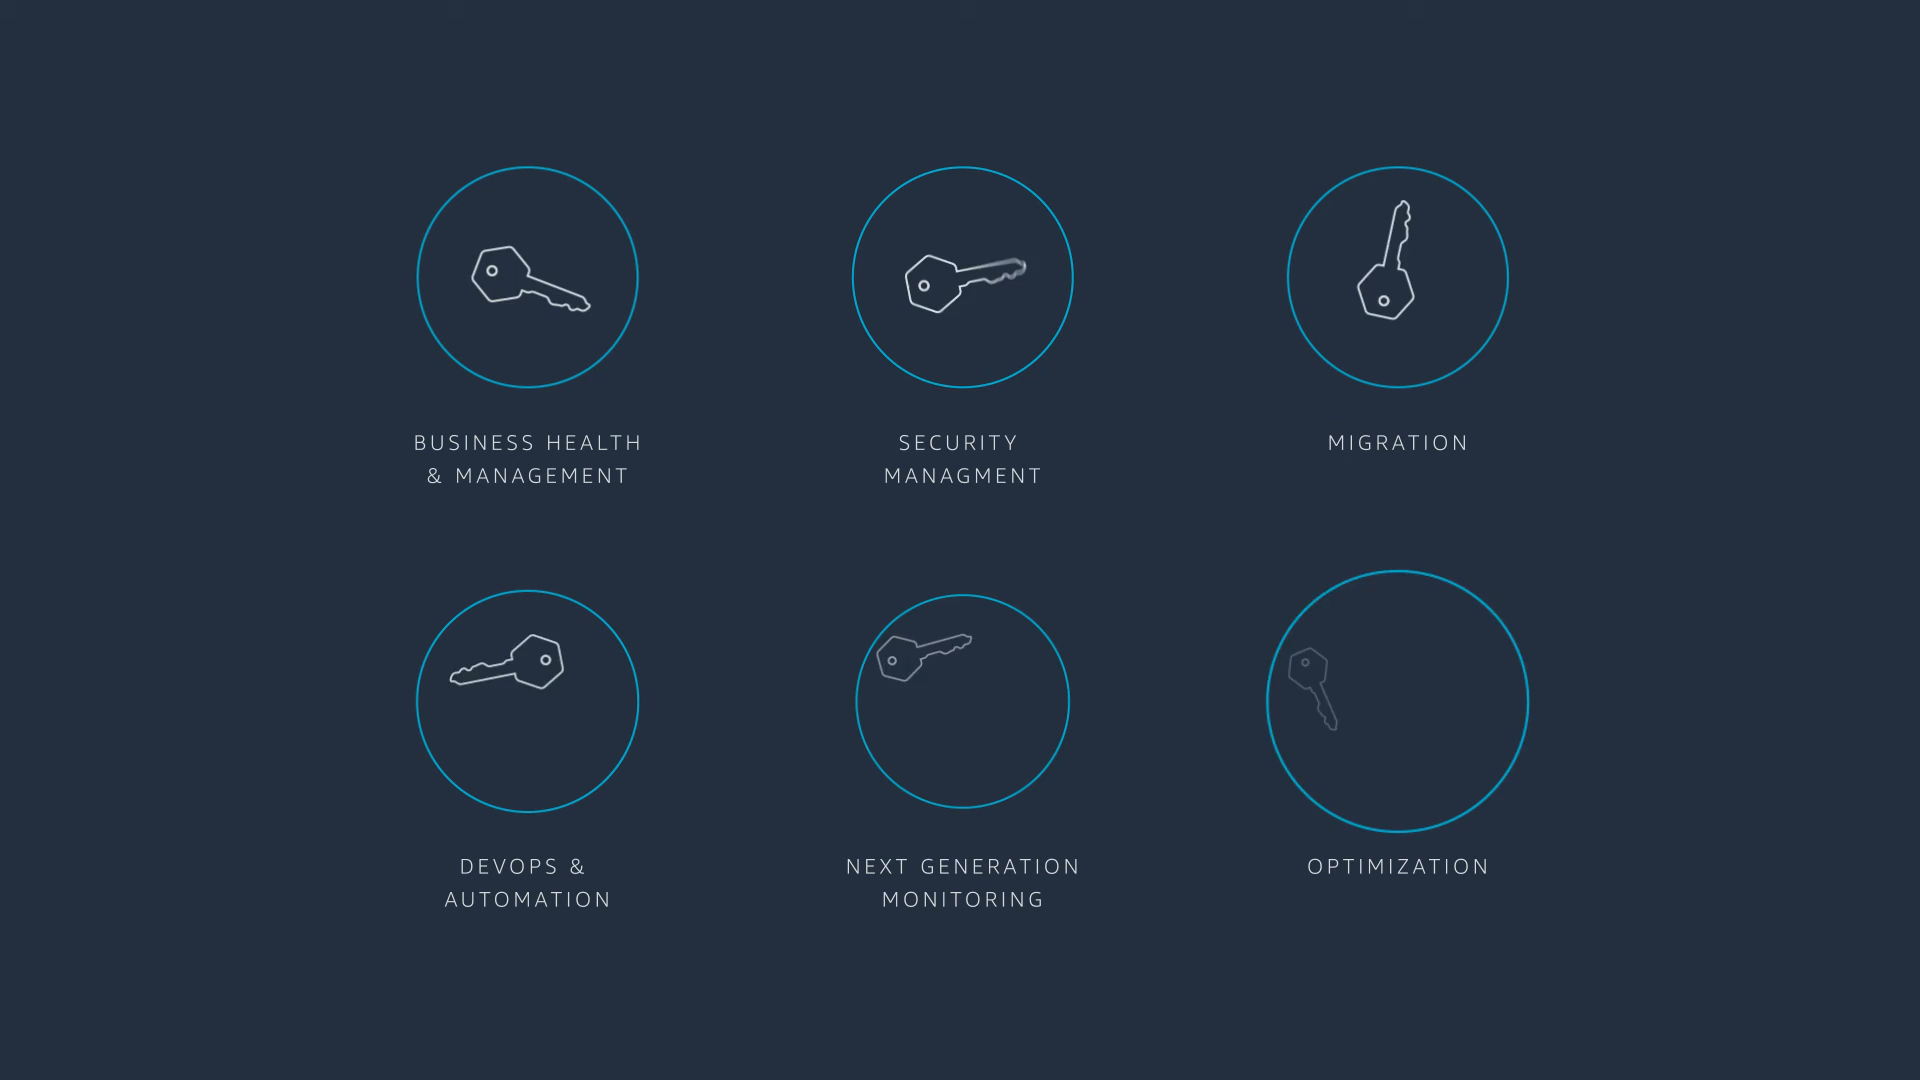 BUSINESS HEALTH
& MANAGEMENT
SECURITY
MANAGMENT
MIGRATION
DEVOPS &
AUTOMATION
NEXT GENERATION
MONITORING
OPTIMIZATION